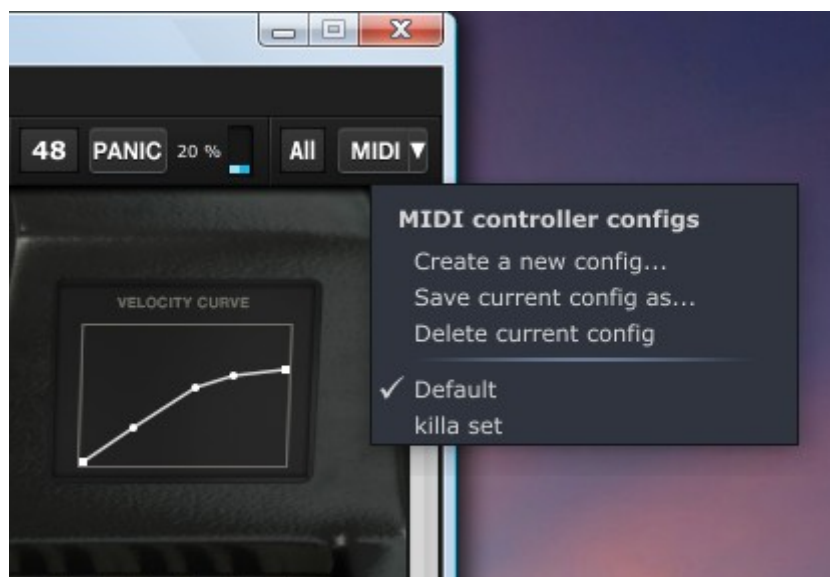 48 PANIC 20 % All MIDI ▼
MIDI controller configs
Create a new config...
Save current config as...
Delete current config
✓ Default
killa set
VELOCITY CURVE